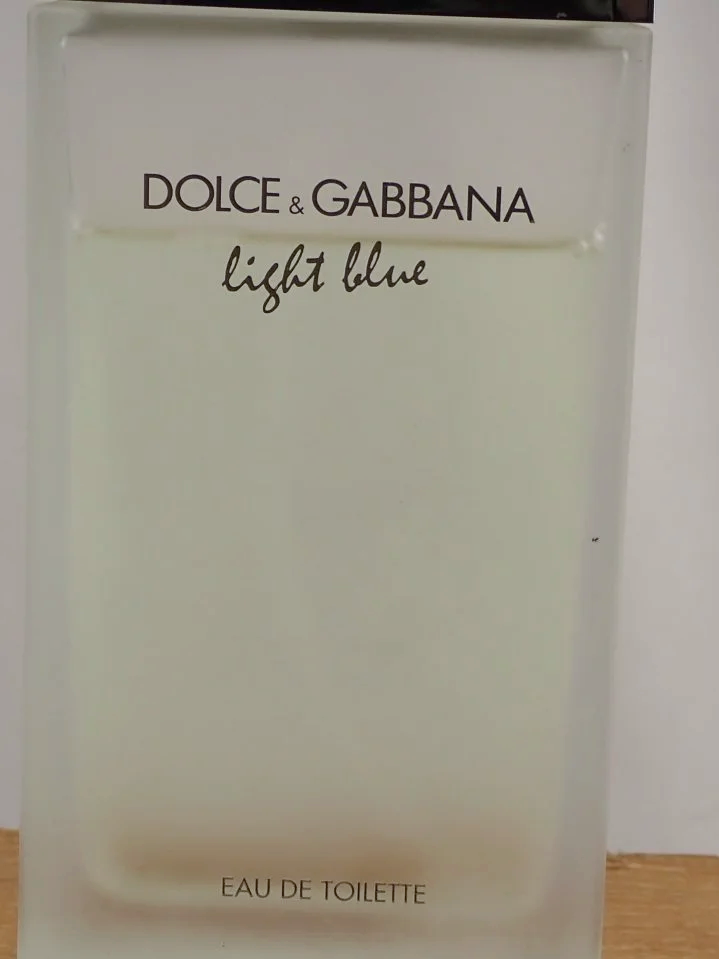 DOLCE & GABBANA
light blue
EAU DE TOILETTE